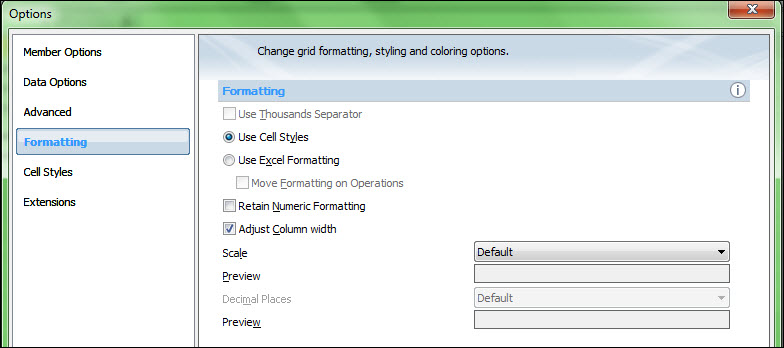 Options
Member Options
Data Options
Advanced
Formatting
Cell Styles
Extensions
Change grid formatting, styling and coloring options.
Formatting
Use Thousands Separator
Use Cell Styles
Use Excel Formatting
Move Formatting on Operations
Retain Numeric Formatting
Adjust Column width
Scale Default
Preview
Decimal Places Default
Preview